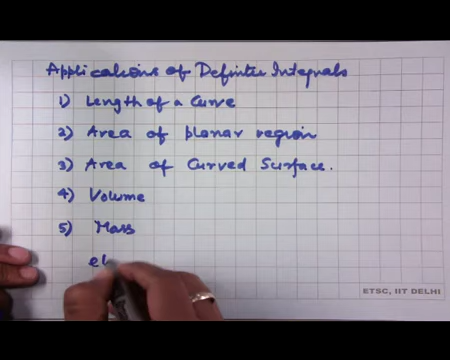 Applications of Definite Integrals
1) Length of a Curve
2) Area of planar region
3) Area of Curved Surface.
4) Volume
5) Mass
ETSC, IIT DELHI